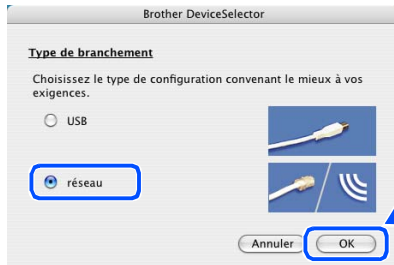 Brother DeviceSelector
Type de branchement
Choisissez le type de configuration convenant le mieux à vos
exigences.
USB
réseau
Annuler OK